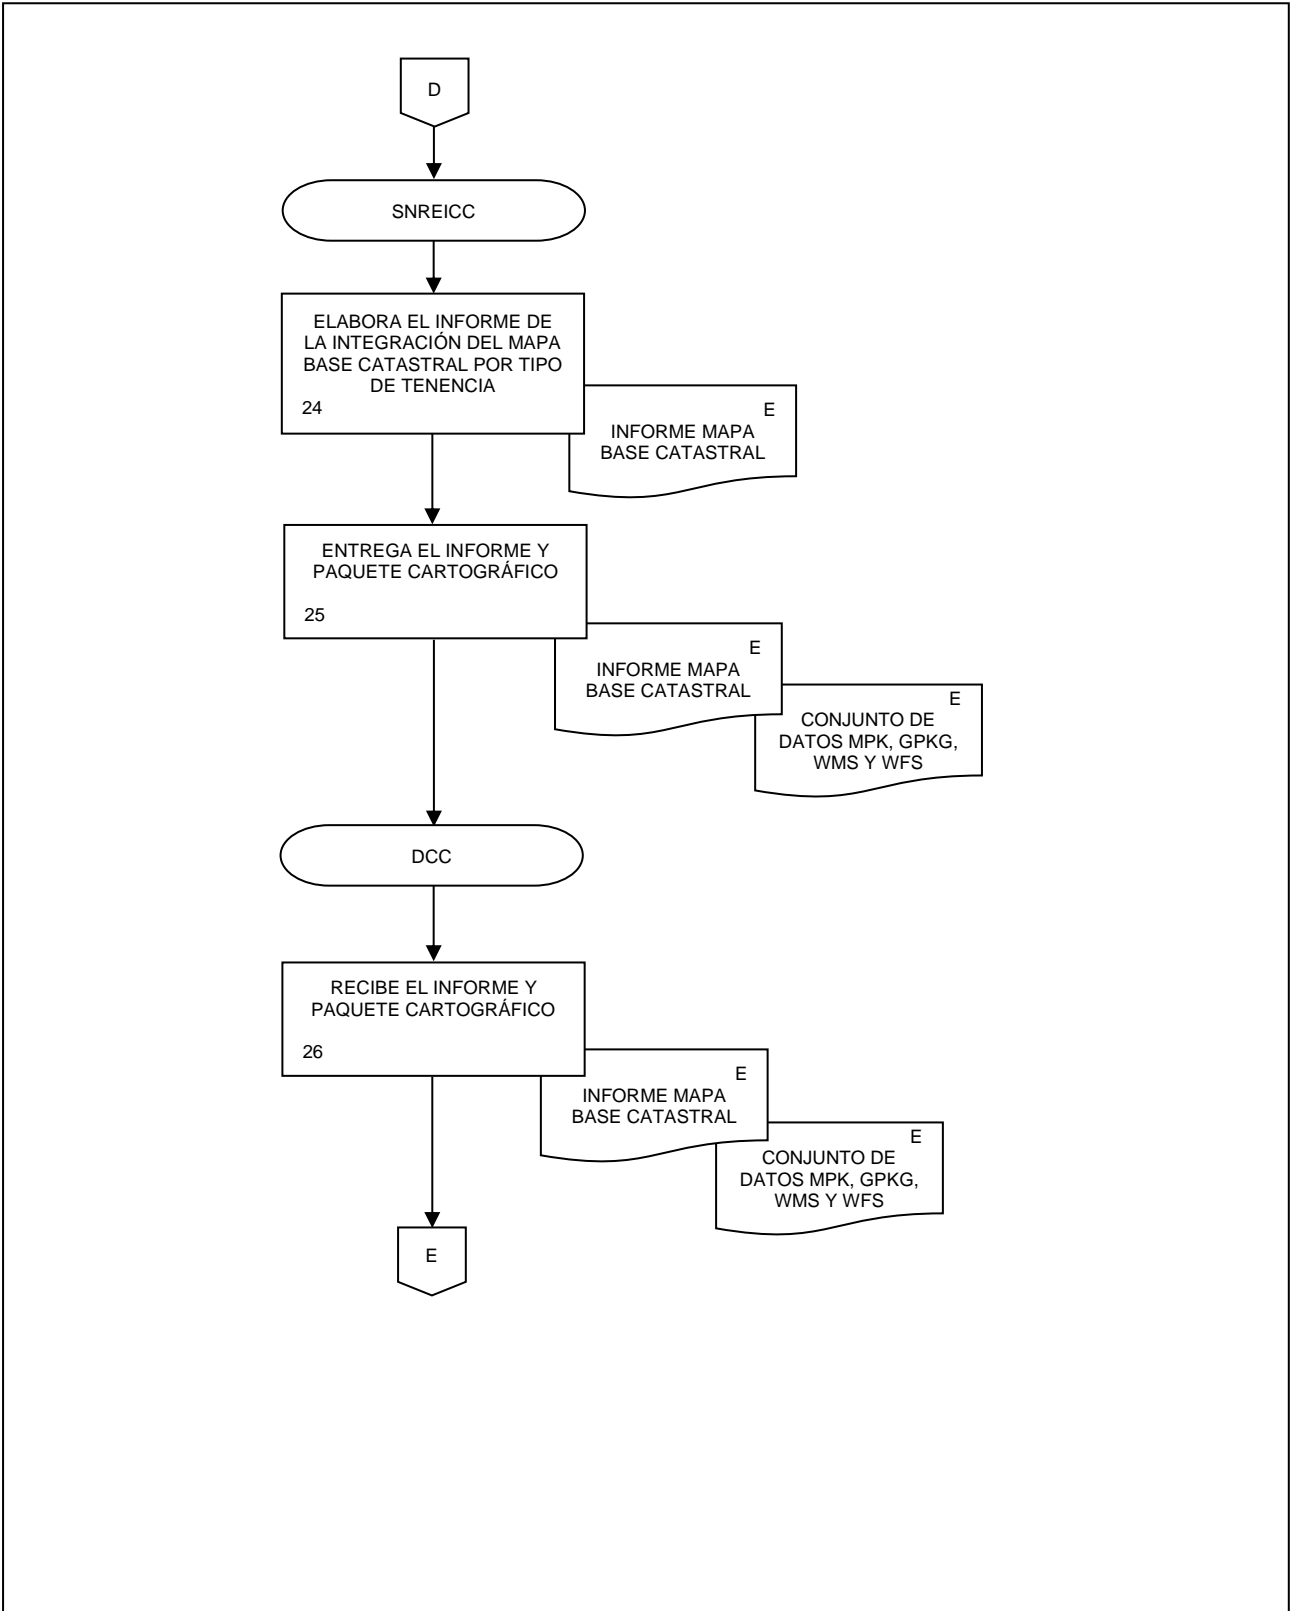 D
SNREICC
ELABORA EL INFORME DE
LA INTEGRACIÓN DEL MAPA
BASE CATASTRAL POR TIPO
DE TENENCIA
24
E
INFORME MAPA
BASE CATASTRAL
ENTREGA EL INFORME Y
PAQUETE CARTOGRÁFICO
25
E
INFORME MAPA
BASE CATASTRAL
E
CONJUNTO DE
DATOS MPK, GPKG,
WMS Y WFS
DCC
RECIBE EL INFORME Y
PAQUETE CARTOGRÁFICO
26
E
INFORME MAPA
BASE CATASTRAL
E
CONJUNTO DE
DATOS MPK, GPKG,
WMS Y WFS
E